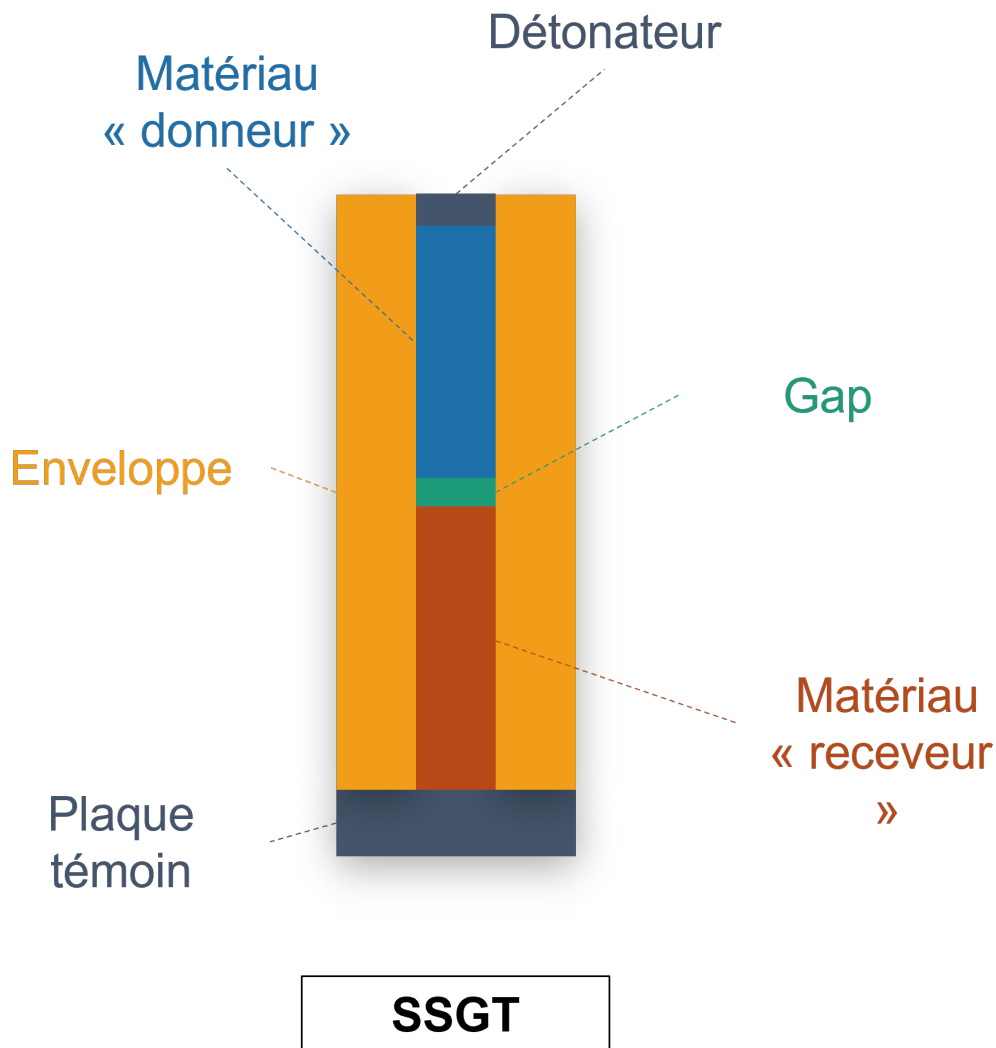 Détonateur
Matériau
« donneur »
Gap
Enveloppe
Matériau
« receveur
»
Plaque
témoin
SSGT